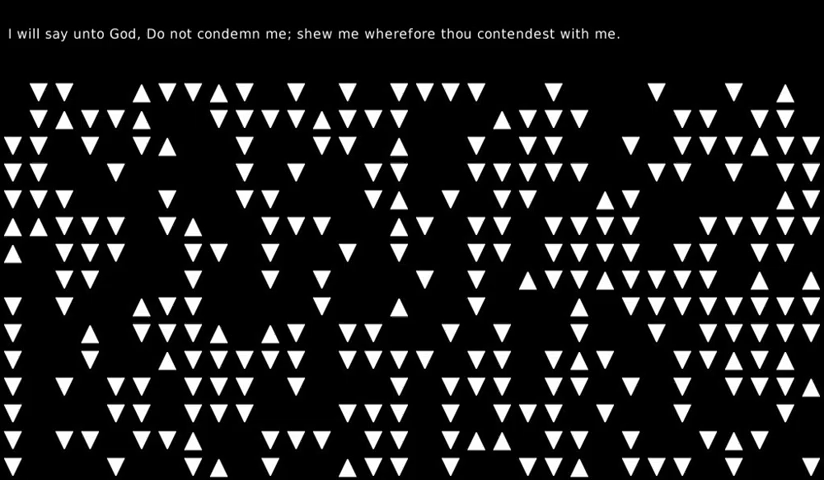 I will say unto God, Do not condemn me; shew me wherefore thou contendest with me.